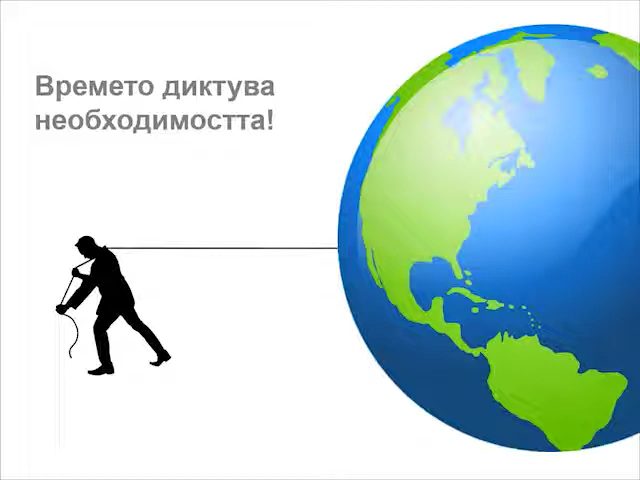 Времето диктува
необходимостта!